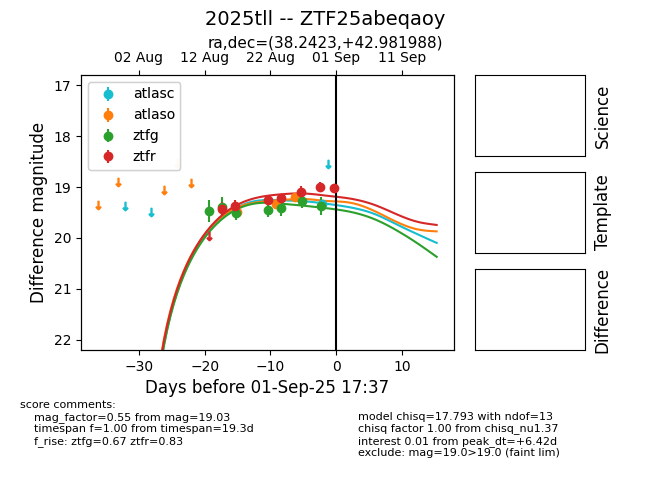 2025tll -- ZTF25abeqaoy
ra,dec=(38.2423,+42.981988)
02 Aug 12 Aug 22 Aug 01 Sep 11 Sep
17
18
19
20
21
22
Difference magnitude
atlasc
atlaso
ztfg
ztfr
−30 −20 −10 0 10
Days before 01-Sep-25 17:37
Science
Template
Difference
score comments:
mag_factor=0.55 from mag=19.03
timespan f=1.00 from timespan=19.3d
f_rise: ztfg=0.67 ztfr=0.83
model chisq=17.793 with ndof=13
chisq factor 1.00 from chisq_nu1.37
interest 0.01 from peak_dt=+6.42d
exclude: mag=19.0>19.0 (faint lim)